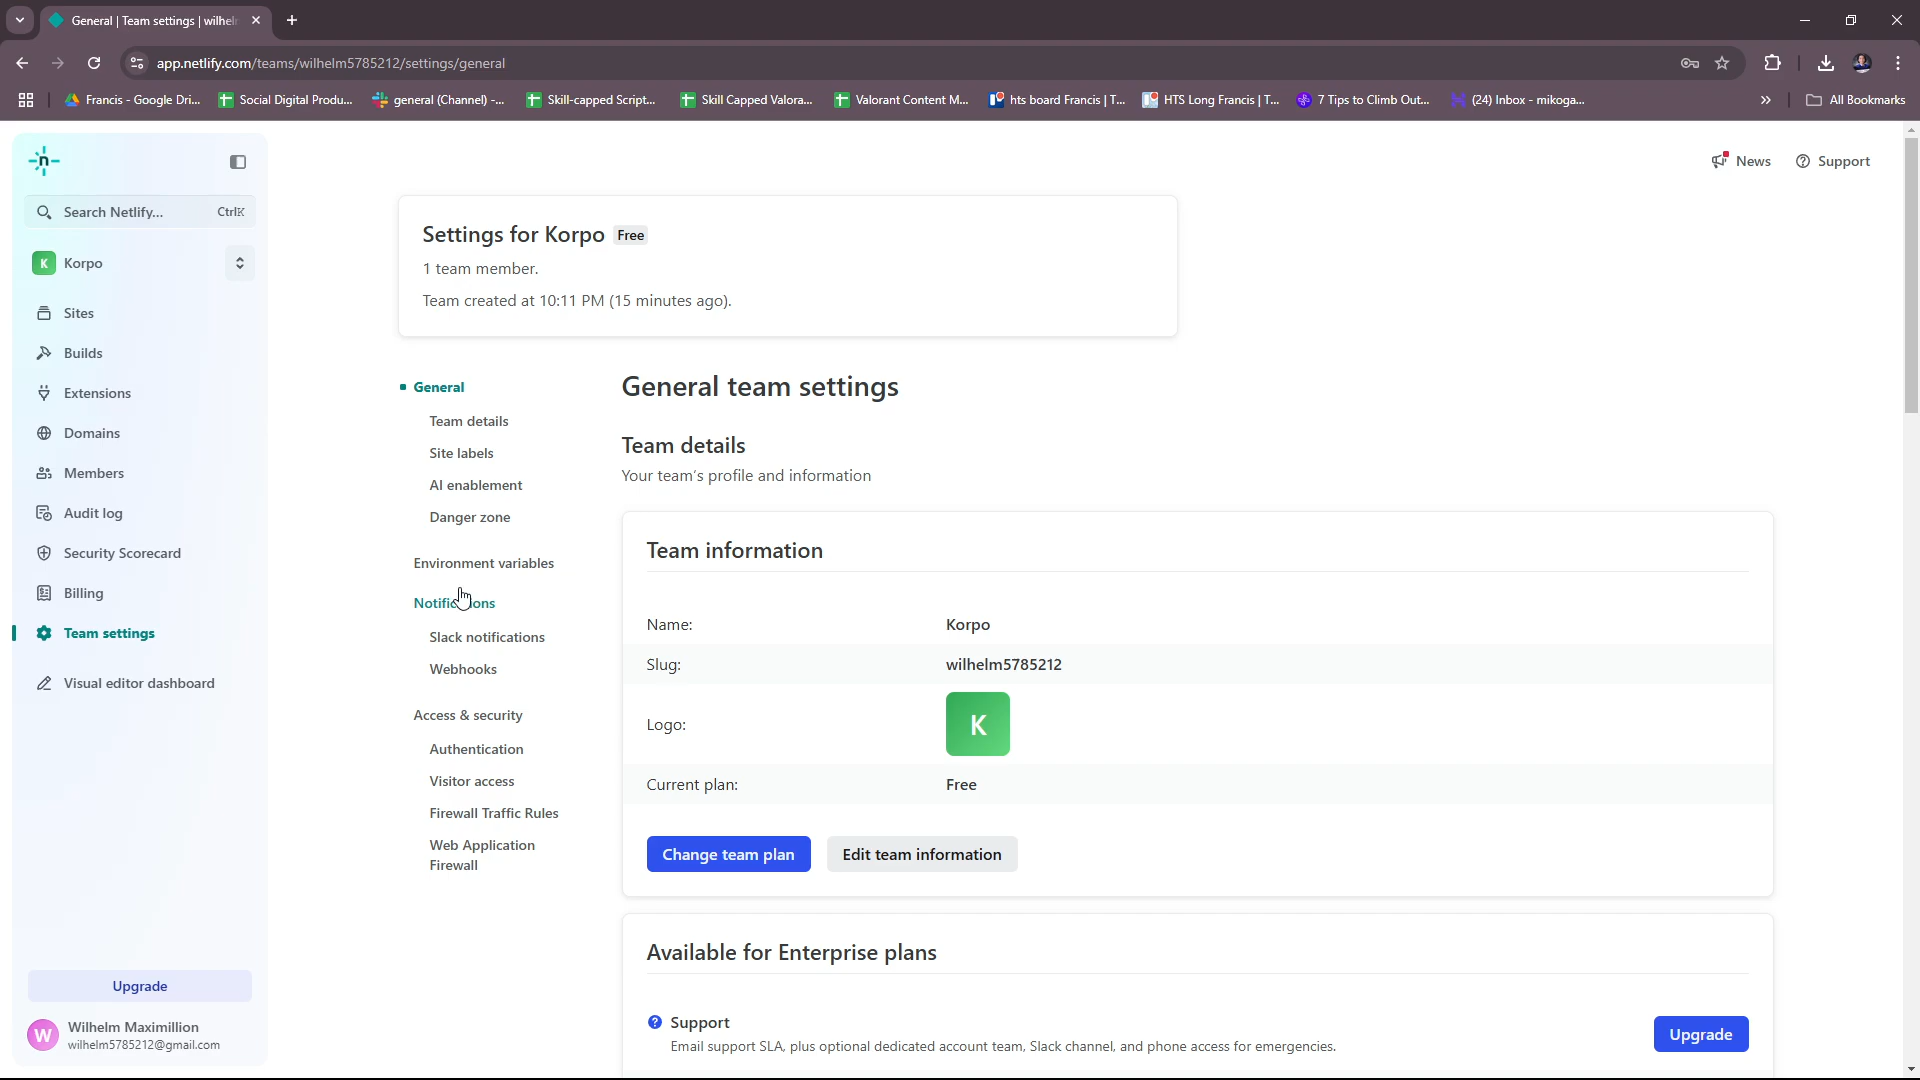 General | Team settings | wilhel
app.netlify.com/teams/wilhelm5785212/settings/general
Francis - Google Dri...
Social Digital Produ...
general (Channel) -...
Skill-capped Script...
Skill Capped Valora...
Valorant Content M...
hts board Francis | T...
HTS Long Francis | T...
7 Tips to Climb Out...
(24) Inbox - mikoga...
»
All Bookmarks
n
News
Support
Search Netlify...
CtrlK
K
Korpo
Sites
Builds
Extensions
Domains
Members
Audit log
Security Scorecard
Billing
Team settings
Visual editor dashboard
Upgrade
W
Wilhelm Maximillion
wilhelm5785212@gmail.com
Settings for Korpo Free
1 team member.
Team created at 10:11 PM (15 minutes ago).
General
Team details
Site labels
AI enablement
Danger zone
Environment variables
Notifications
Slack notifications
Webhooks
Access & security
Authentication
Visitor access
Firewall Traffic Rules
Web Application
Firewall
General team settings
Team details
Your team's profile and information
Team information
Name: Korpo
Slug: wilhelm5785212
Logo: K
Current plan: Free
Change team plan
Edit team information
Available for Enterprise plans
Support
Email support SLA, plus optional dedicated account team, Slack channel, and phone access for emergencies.
Upgrade